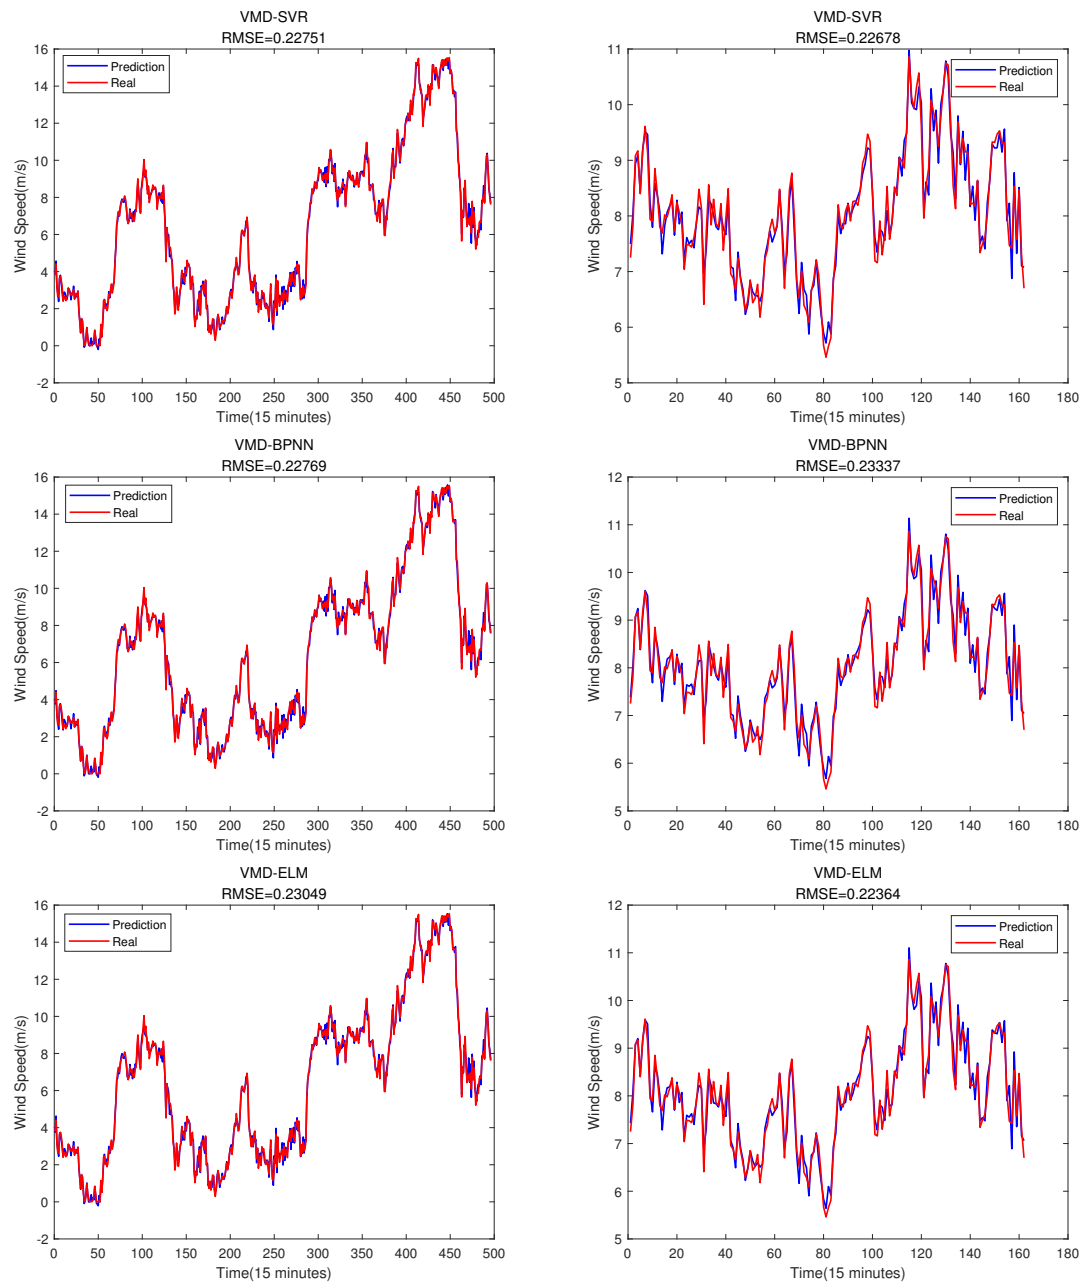 VMD-SVR
RMSE=0.22751
Prediction
Real
Wind Speed(m/s)
16
14
12
10
8
6
4
2
0
-2
0 50 100 150 200 250 300 350 400 450 500
Time(15 minutes)
VMD-SVR
RMSE=0.22678
Prediction
Real
Wind Speed(m/s)
11
10
9
8
7
6
5
0 20 40 60 80 100 120 140 160 180
Time(15 minutes)
VMD-BPNN
RMSE=0.22769
Prediction
Real
Wind Speed(m/s)
16
14
12
10
8
6
4
2
0
-2
0 50 100 150 200 250 300 350 400 450 500
Time(15 minutes)
VMD-BPNN
RMSE=0.23337
Prediction
Real
Wind Speed(m/s)
12
11
10
9
8
7
6
5
0 20 40 60 80 100 120 140 160 180
Time(15 minutes)
VMD-ELM
RMSE=0.23049
Prediction
Real
Wind Speed(m/s)
16
14
12
10
8
6
4
2
0
-2
0 50 100 150 200 250 300 350 400 450 500
Time(15 minutes)
VMD-ELM
RMSE=0.22364
Prediction
Real
Wind Speed(m/s)
12
11
10
9
8
7
6
5
0 20 40 60 80 100 120 140 160 180
Time(15 minutes)